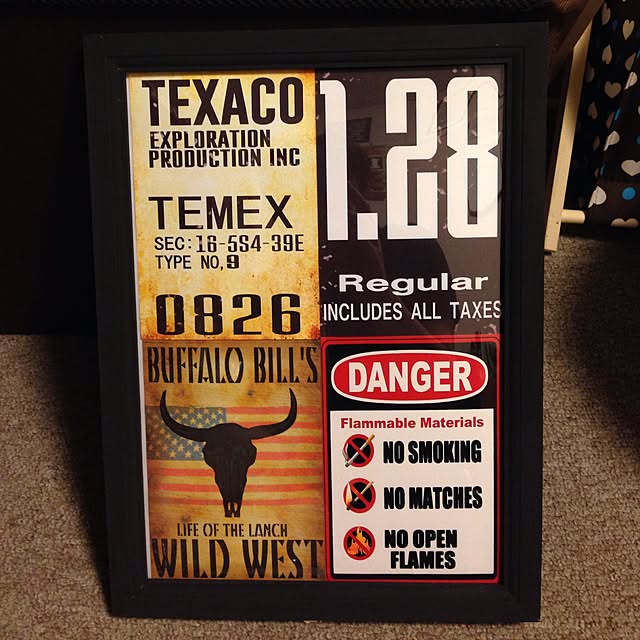 TEXACO
EXPLORATION
PRODUCTION INC
TEMEX
SEC:16-5S4-39E
TYPE NO,9
0826
1.28
Regular
INCLUDES ALL TAXES
BUFFALO BILL'S
LIFE OF THE LANCH
WILD WEST
DANGER
Flammable Materials
NO SMOKING
NO MATCHES
NO OPEN
FLAMES